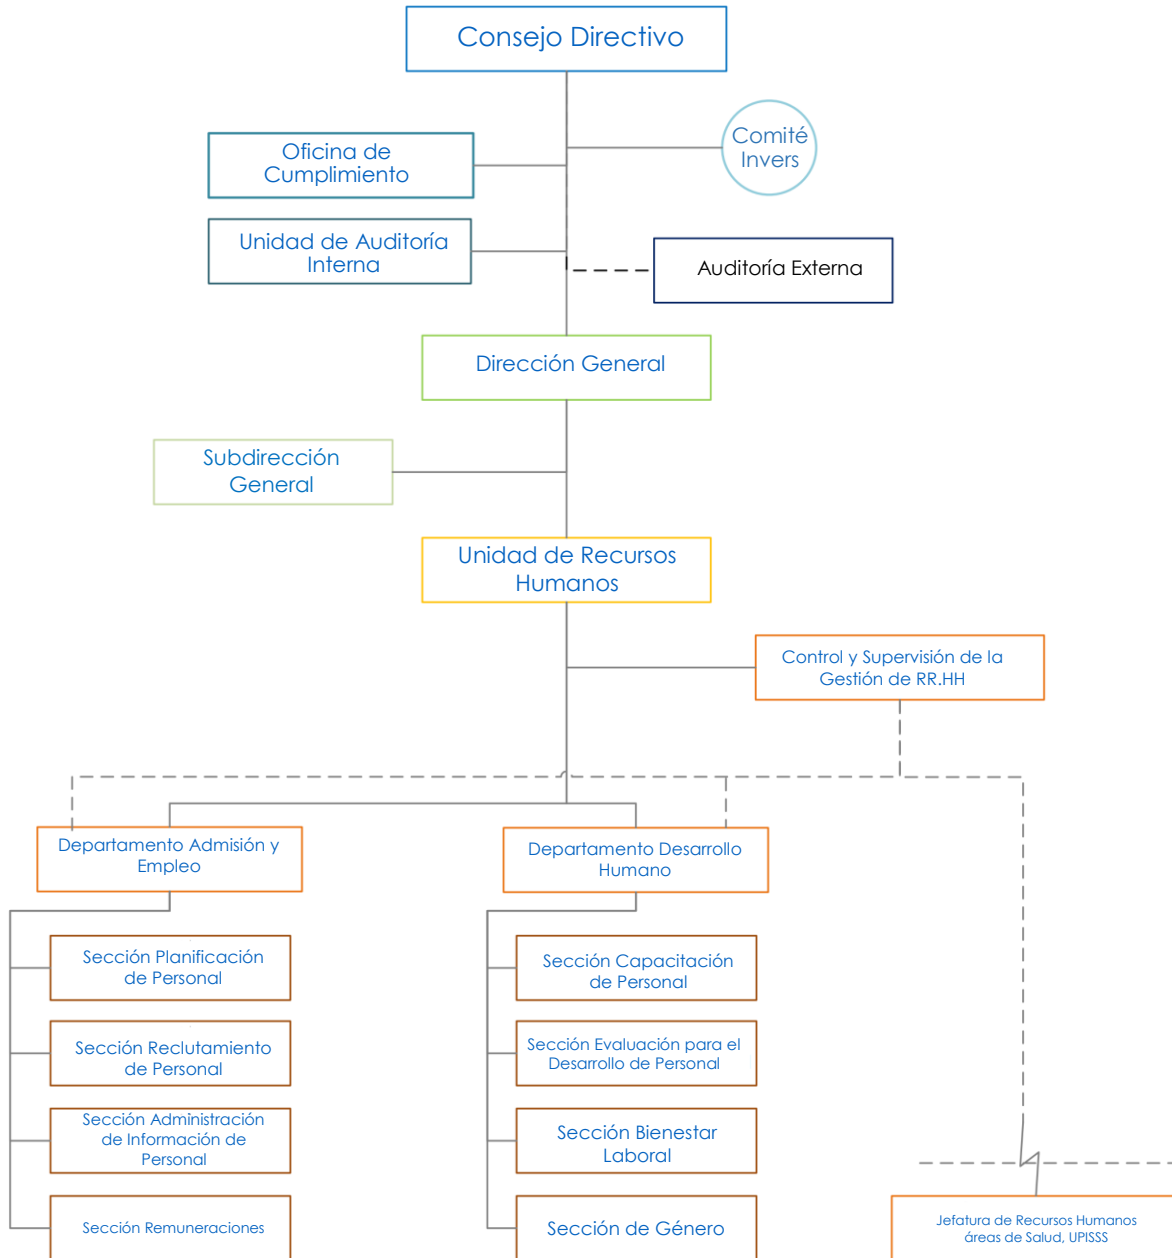 Consejo Directivo
Comité
Invers
Oficina de
Cumplimiento
Unidad de Auditoría
Interna
Auditoría Externa
Dirección General
Subdirección
General
Unidad de Recursos
Humanos
Control y Supervisión de la
Gestión de RR.HH
Departamento Admisión y
Empleo
Departamento Desarrollo
Humano
Sección Planificación
de Personal
Sección Capacitación
de Personal
Sección Reclutamiento
de Personal
Sección Evaluación para el
Desarrollo de Personal
Sección Administración
de Información de
Personal
Sección Bienestar
Laboral
Sección Remuneraciones
Sección de Género
Jefatura de Recursos Humanos
áreas de Salud, UPISSS